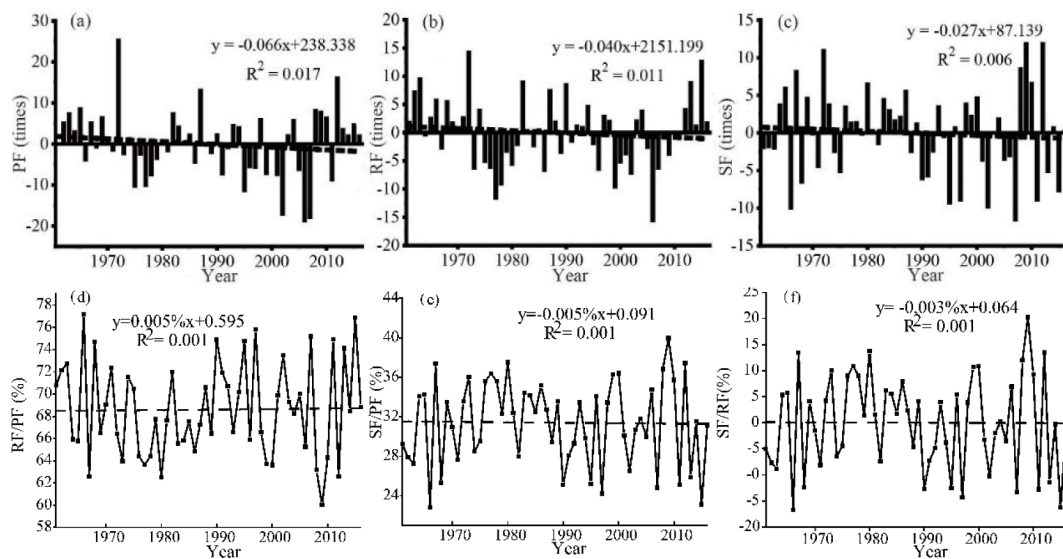 (a)
y = -0.066x+238.338
R² = 0.017
PF (times)
30
20
10
0
-10
-20
1970 1980 1990 2000 2010
Year
(b)
y = -0.040x+2151.199
R² = 0.011
RF (times)
20
15
10
5
0
-5
-10
-15
-20
1970 1980 1990 2000 2010
Year
(c)
y = -0.027x+87.139
R² = 0.006
SF (times)
15
10
5
0
-5
-10
-15
1970 1980 1990 2000 2010
Year
(d)
y=0.005%x+0.595
R²= 0.001
RF/PF (%)
78
76
74
72
70
68
66
64
62
60
58
1970 1980 1990 2000 2010
Year
(e)
y=-0.005%x+0.091
R²= 0.001
SF/PF (%)
44
40
36
32
28
24
1970 1980 1990 2000 2010
Year
(f)
y= -0.003%x+0.064
R²= 0.001
SF/RF(%)
25
20
15
10
5
0
-5
-10
-15
-20
1970 1980 1990 2000 2010
Year